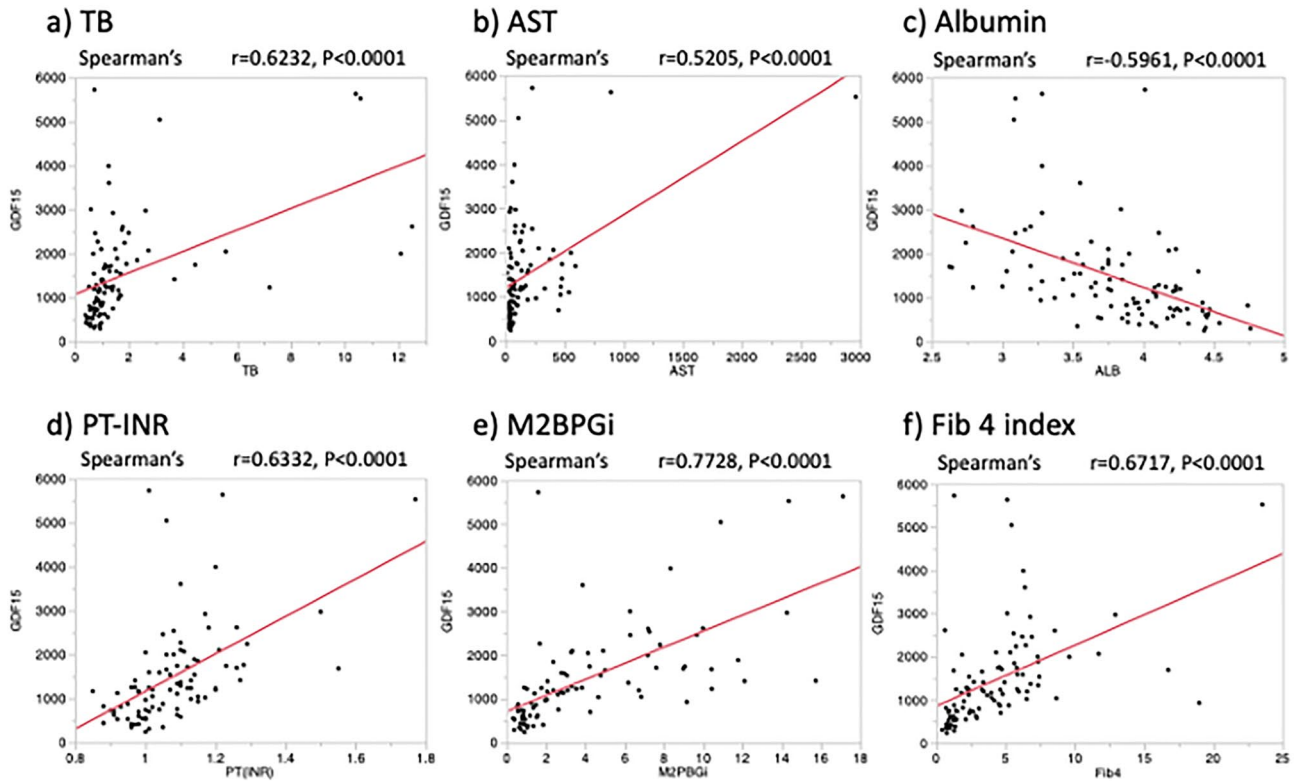 a) TB
Spearman's r=0.6232, P<0.0001
6000
5000
4000
3000
2000
1000
0
GDF15
0 2 4 6 8 10 12
TB
b) AST
Spearman's r=0.5205, P<0.0001
6000
5000
4000
3000
2000
1000
0
GDF15
0 500 1000 1500 2000 2500 3000
AST
c) Albumin
Spearman's r=-0.5961, P<0.0001
6000
5000
4000
3000
2000
1000
0
GDF15
2.5 3 3.5 4 4.5 5
ALB
d) PT-INR
Spearman's r=0.6332, P<0.0001
6000
5000
4000
3000
2000
1000
0
GDF15
0.8 1 1.2 1.4 1.6 1.8
PT(INR)
e) M2BPGi
Spearman's r=0.7728, P<0.0001
6000
5000
4000
3000
2000
1000
0
GDF15
0 2 4 6 8 10 12 14 16 18
M2PBGi
f) Fib 4 index
Spearman's r=0.6717, P<0.0001
6000
5000
4000
3000
2000
1000
0
GDF15
0 5 10 15 20 25
Fib4